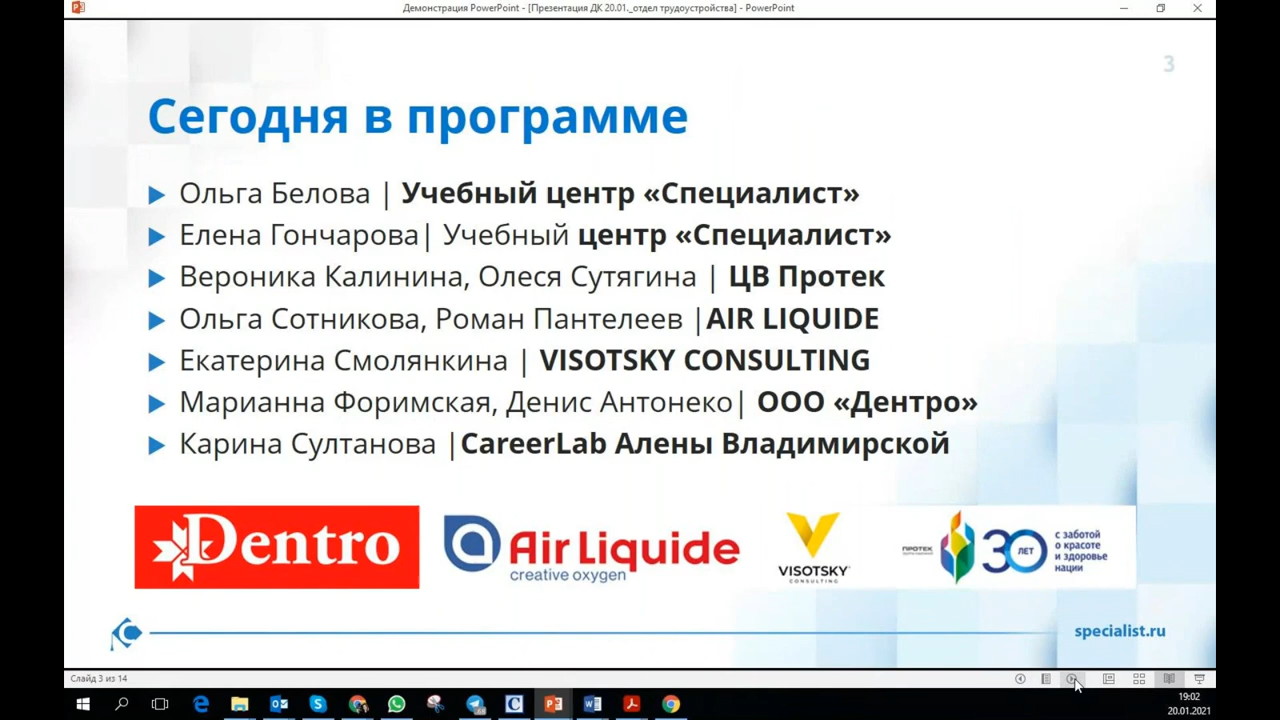 Демонстрация PowerPoint - [Презентация ДК 20.01._отдел трудоустройства] - PowerPoint
3
Сегодня в программе
Ольга Белова | Учебный центр «Специалист»
Елена Гончарова| Учебный центр «Специалист»
Вероника Калинина, Олеся Сутягина | ЦВ Протек
Ольга Сотникова, Роман Пантелеев |AIR LIQUIDE
Екатерина Смолянкина | VISOTSKY CONSULTING
Марианна Форимская, Денис Антонеко| ООО «Дентро»
Карина Султанова |CareerLab Алены Владимирской
Dentro
Air Liquide
creative oxygen
VISOTSKY
CONSULTING
ПРОТЕК
30 ЛЕТ
с заботой
о красоте
и здоровье
нации
specialist.ru
Слайд 3 из 14
19:02
20.01.2021